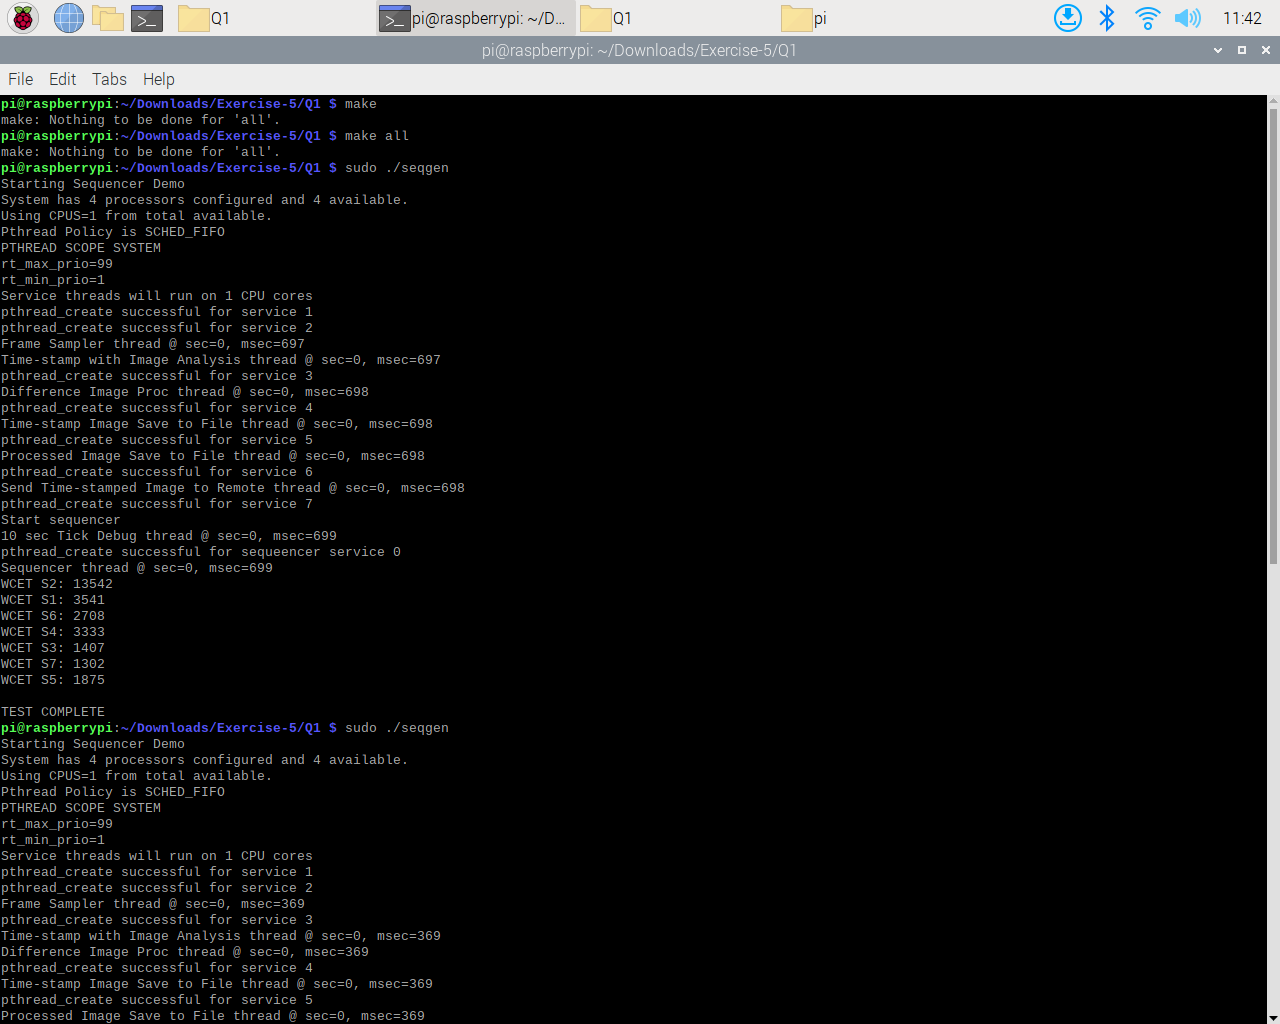 Q1
pi@raspberrypi: ~/D...
Q1
pi
11:42
pi@raspberrypi: ~/Downloads/Exercise-5/Q1
File Edit Tabs Help
pi@raspberrypi:~/Downloads/Exercise-5/Q1 $ make
make: Nothing to be done for 'all'.
pi@raspberrypi:~/Downloads/Exercise-5/Q1 $ make all
make: Nothing to be done for 'all'.
pi@raspberrypi:~/Downloads/Exercise-5/Q1 $ sudo ./seqgen
Starting Sequencer Demo
System has 4 processors configured and 4 available.
Using CPUS=1 from total available.
Pthread Policy is SCHED_FIFO
PTHREAD SCOPE SYSTEM
rt_max_prio=99
rt_min_prio=1
Service threads will run on 1 CPU cores
pthread_create successful for service 1
pthread_create successful for service 2
Frame Sampler thread @ sec=0, msec=697
Time-stamp with Image Analysis thread @ sec=0, msec=697
pthread_create successful for service 3
Difference Image Proc thread @ sec=0, msec=698
pthread_create successful for service 4
Time-stamp Image Save to File thread @ sec=0, msec=698
pthread_create successful for service 5
Processed Image Save to File thread @ sec=0, msec=698
pthread_create successful for service 6
Send Time-stamped Image to Remote thread @ sec=0, msec=698
pthread_create successful for service 7
Start sequencer
10 sec Tick Debug thread @ sec=0, msec=699
pthread_create successful for sequeencer service 0
Sequencer thread @ sec=0, msec=699
WCET S2: 13542
WCET S1: 3541
WCET S6: 2708
WCET S4: 3333
WCET S3: 1407
WCET S7: 1302
WCET S5: 1875
TEST COMPLETE
pi@raspberrypi:~/Downloads/Exercise-5/Q1 $ sudo ./seqgen
Starting Sequencer Demo
System has 4 processors configured and 4 available.
Using CPUS=1 from total available.
Pthread Policy is SCHED_FIFO
PTHREAD SCOPE SYSTEM
rt_max_prio=99
rt_min_prio=1
Service threads will run on 1 CPU cores
pthread_create successful for service 1
pthread_create successful for service 2
Frame Sampler thread @ sec=0, msec=369
pthread_create successful for service 3
Time-stamp with Image Analysis thread @ sec=0, msec=369
Difference Image Proc thread @ sec=0, msec=369
pthread_create successful for service 4
Time-stamp Image Save to File thread @ sec=0, msec=369
pthread_create successful for service 5
Processed Image Save to File thread @ sec=0, msec=369